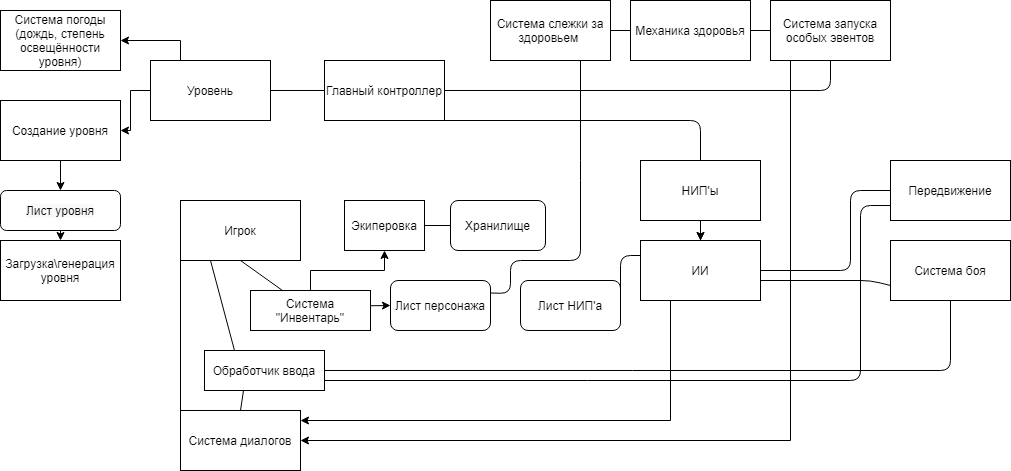 Система погоды
(дождь, степень
освещённости
уровня)
Система слежки за
здоровьем
Механика здоровья
Система запуска
особых эвентов
Уровень
Главный контроллер
Создание уровня
НИП'ы
Передвижение
Лист уровня
Игрок
Экиперовка
Хранилище
Загрузка\генерация
уровня
ИИ
Система боя
Система
"Инвентарь"
Лист персонажа
Лист НИП'а
Обработчик ввода
Система диалогов